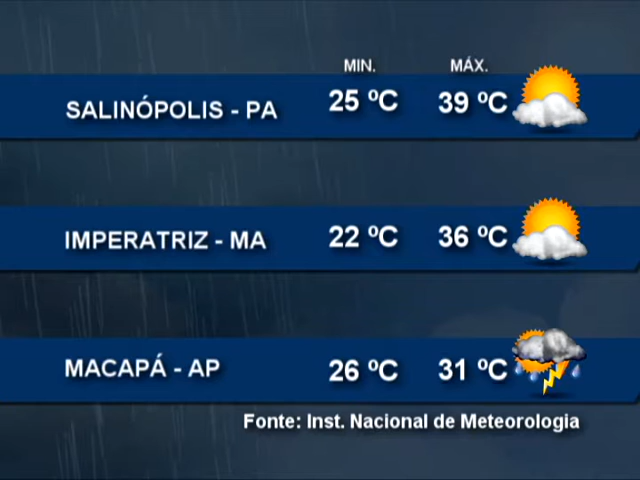 MIN. MÁX.
SALINÓPOLIS - PA 25 ºC 39 ºC
IMPERATRIZ - MA 22 ºC 36 ºC
MACAPÁ - AP 26 ºC 31 ºC
Fonte: Inst. Nacional de Meteorologia